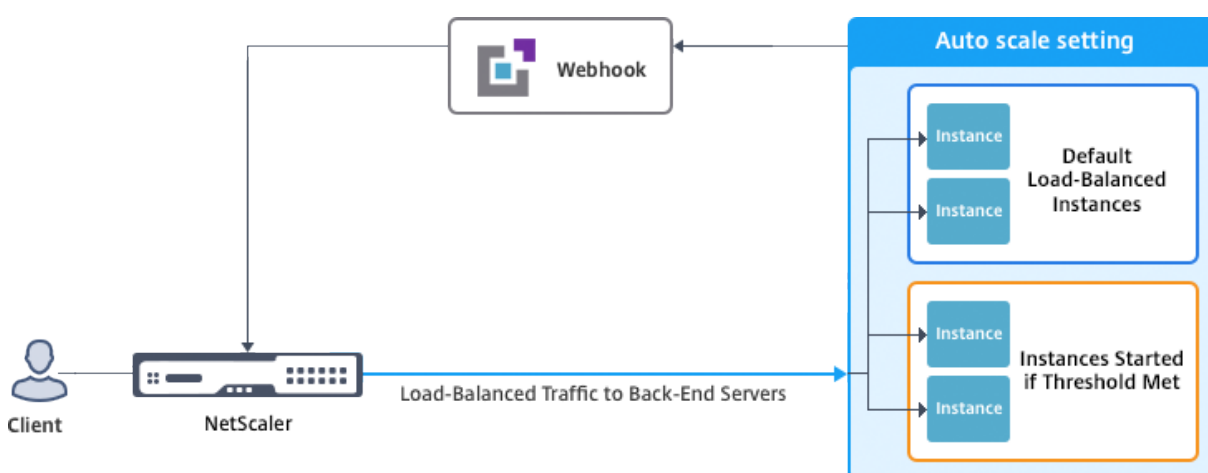 Auto scale setting
Webhook
Instance
Instance
Default
Load-Balanced
Instances
Instance
Instance
Instances Started
if Threshold Met
Load-Balanced Traffic to Back-End Servers
Client
NetScaler